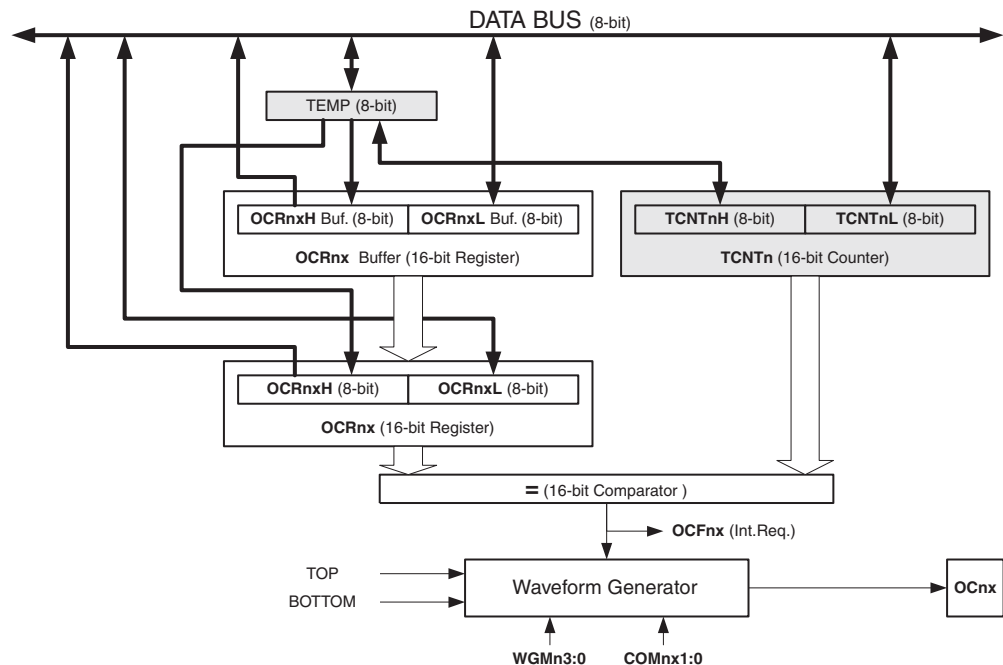 DATA BUS (8-bit)
TEMP (8-bit)
OCRnxH Buf. (8-bit)
OCRnxL Buf. (8-bit)
OCRnx Buffer (16-bit Register)
TCNTnH (8-bit)
TCNTnL (8-bit)
TCNTn (16-bit Counter)
OCRnxH (8-bit)
OCRnxL (8-bit)
OCRnx (16-bit Register)
= (16-bit Comparator )
OCFnx (Int.Req.)
TOP
BOTTOM
Waveform Generator
OCnx
WGMn3:0
COMnx1:0